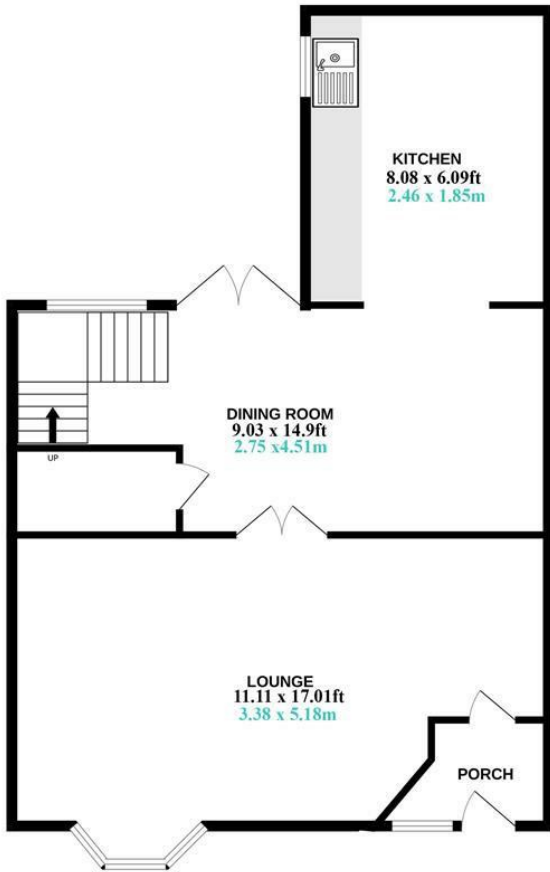 KITCHEN
8.08 x 6.09ft
2.46 x 1.85m
DINING ROOM
9.03 x 14.9ft
2.75 x4.51m
UP
LOUNGE
11.11 x 17.01ft
3.38 x 5.18m
PORCH